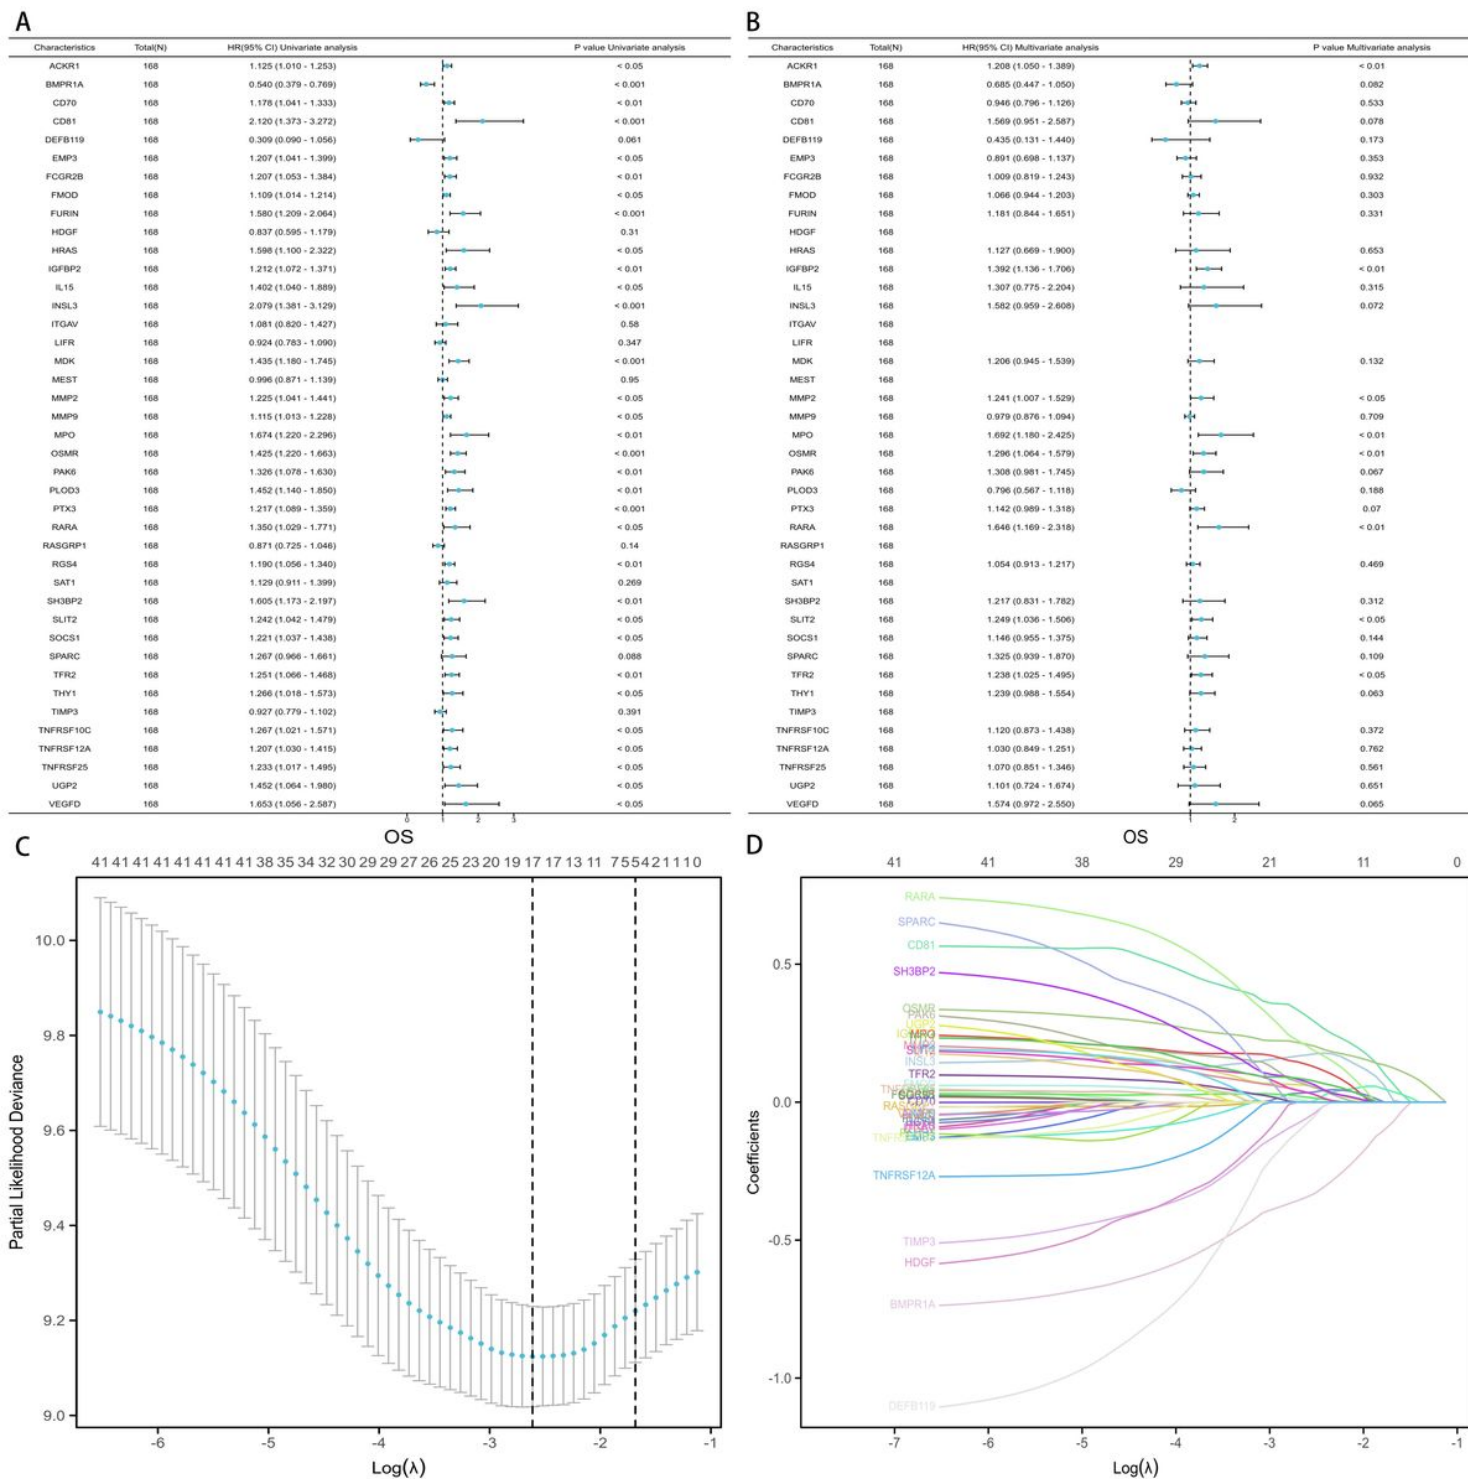 A
Characteristics Total(N) HR(95% CI) Univariate analysis P value Univariate analysis
ACKR1 168 1.125 (1.010 - 1.253) < 0.05
BMPR1A 168 0.540 (0.379 - 0.769) < 0.001
CD70 168 1.178 (1.041 - 1.333) < 0.01
CD81 168 2.120 (1.373 - 3.272) < 0.001
DEFB119 168 0.309 (0.090 - 1.056) 0.061
EMP3 168 1.207 (1.041 - 1.399) < 0.05
FCGR2B 168 1.207 (1.053 - 1.384) < 0.01
FMOD 168 1.109 (1.014 - 1.214) < 0.05
FURIN 168 1.580 (1.209 - 2.064) < 0.001
HDGF 168 0.837 (0.595 - 1.179) 0.31
HRAS 168 1.598 (1.100 - 2.322) < 0.05
IGFBP2 168 1.212 (1.072 - 1.371) < 0.01
IL15 168 1.402 (1.040 - 1.889) < 0.05
INSL3 168 2.079 (1.381 - 3.129) < 0.001
ITGAV 168 1.081 (0.820 - 1.427) 0.58
LIFR 168 0.924 (0.783 - 1.090) 0.347
MDK 168 1.435 (1.180 - 1.745) < 0.001
MEST 168 0.996 (0.871 - 1.139) 0.95
MMP2 168 1.225 (1.041 - 1.441) < 0.05
MMP9 168 1.115 (1.013 - 1.228) < 0.05
MPO 168 1.674 (1.220 - 2.296) < 0.01
OSMR 168 1.425 (1.220 - 1.663) < 0.001
PAK6 168 1.326 (1.078 - 1.630) < 0.01
PLOD3 168 1.452 (1.140 - 1.850) < 0.01
PTX3 168 1.217 (1.089 - 1.359) < 0.001
RARA 168 1.350 (1.029 - 1.771) < 0.05
RASGRP1 168 0.871 (0.725 - 1.046) 0.14
RGS4 168 1.190 (1.056 - 1.340) < 0.01
SAT1 168 1.129 (0.911 - 1.399) 0.269
SH3BP2 168 1.605 (1.173 - 2.197) < 0.01
SLIT2 168 1.242 (1.042 - 1.479) < 0.05
SOCS1 168 1.221 (1.037 - 1.438) < 0.05
SPARC 168 1.267 (0.966 - 1.661) 0.088
TFR2 168 1.251 (1.066 - 1.468) < 0.01
THY1 168 1.266 (1.018 - 1.573) < 0.05
TIMP3 168 0.927 (0.779 - 1.102) 0.391
TNFRSF10C 168 1.267 (1.021 - 1.571) < 0.05
TNFRSF12A 168 1.207 (1.030 - 1.415) < 0.05
TNFRSF25 168 1.233 (1.017 - 1.495) < 0.05
UGP2 168 1.452 (1.064 - 1.980) < 0.05
VEGFD 168 1.653 (1.056 - 2.587) < 0.05
0 1 2 3
OS
B
Characteristics Total(N) HR(95% CI) Multivariate analysis P value Multivariate analysis
ACKR1 168 1.208 (1.050 - 1.389) < 0.01
BMPR1A 168 0.685 (0.447 - 1.050) 0.082
CD70 168 0.946 (0.796 - 1.126) 0.533
CD81 168 1.569 (0.951 - 2.587) 0.078
DEFB119 168 0.435 (0.131 - 1.440) 0.173
EMP3 168 0.891 (0.698 - 1.137) 0.353
FCGR2B 168 1.009 (0.819 - 1.243) 0.932
FMOD 168 1.066 (0.944 - 1.203) 0.303
FURIN 168 1.181 (0.844 - 1.651) 0.331
HDGF 168
HRAS 168 1.127 (0.669 - 1.900) 0.653
IGFBP2 168 1.392 (1.136 - 1.706) < 0.01
IL15 168 1.307 (0.775 - 2.204) 0.315
INSL3 168 1.582 (0.959 - 2.608) 0.072
ITGAV 168
LIFR 168
MDK 168 1.206 (0.945 - 1.539) 0.132
MEST 168
MMP2 168 1.241 (1.007 - 1.529) < 0.05
MMP9 168 0.979 (0.876 - 1.094) 0.709
MPO 168 1.692 (1.180 - 2.425) < 0.01
OSMR 168 1.296 (1.064 - 1.579) < 0.01
PAK6 168 1.308 (0.981 - 1.745) 0.067
PLOD3 168 0.796 (0.567 - 1.118) 0.188
PTX3 168 1.142 (0.989 - 1.318) 0.07
RARA 168 1.646 (1.169 - 2.318) < 0.01
RASGRP1 168
RGS4 168 1.054 (0.913 - 1.217) 0.469
SAT1 168
SH3BP2 168 1.217 (0.831 - 1.782) 0.312
SLIT2 168 1.249 (1.036 - 1.506) < 0.05
SOCS1 168 1.146 (0.955 - 1.375) 0.144
SPARC 168 1.325 (0.939 - 1.870) 0.109
TFR2 168 1.238 (1.025 - 1.495) < 0.05
THY1 168 1.239 (0.988 - 1.554) 0.063
TIMP3 168
TNFRSF10C 168 1.120 (0.873 - 1.438) 0.372
TNFRSF12A 168 1.030 (0.849 - 1.251) 0.762
TNFRSF25 168 1.070 (0.851 - 1.346) 0.561
UGP2 168 1.101 (0.724 - 1.674) 0.651
VEGFD 168 1.574 (0.972 - 2.550) 0.065
1 2
OS
C
41 41 41 41 41 41 41 41 38 35 34 32 30 29 29 27 26 25 23 20 19 17 17 13 11 7 5 5 4 2 1 1 1 0
10.0
9.8
9.6
9.4
9.2
9.0
Partial Likelihood Deviance
-6 -5 -4 -3 -2 -1
Log(λ)
D
41 41 38 29 21 11 0
RARA
SPARC
CD81
0.5
SH3BP2
OSMR
PAK6
UGP2
MPO
SLIT2
INSL3
TFR2
0.0
CD70
EMP3
TNFRSF12A
Coefficients
-0.5
TIMP3
HDGF
BMPR1A
-1.0
DEFB119
-7 -6 -5 -4 -3 -2 -1
Log(λ)